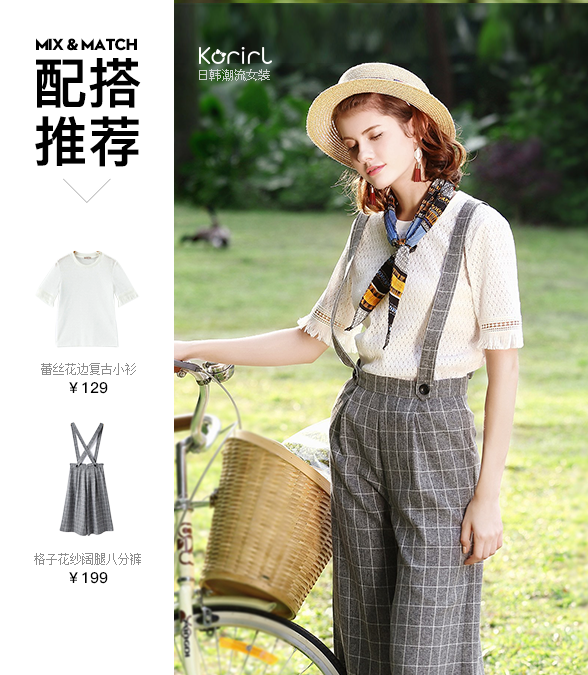 MIX & MATCH
配搭
推荐
Korirl
日韩潮流女装
蕾丝花边复古小衫
¥ 129
格子花纱阔腿八分裤
¥ 199